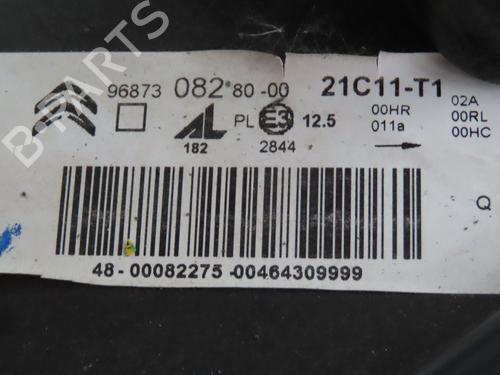 96873 082 80-00 21C11-T1
02A
00HR 00RL
PL E3 12.5 011a 00HC
182 2844
Q
48-00082275-00464309999
B-PARTS